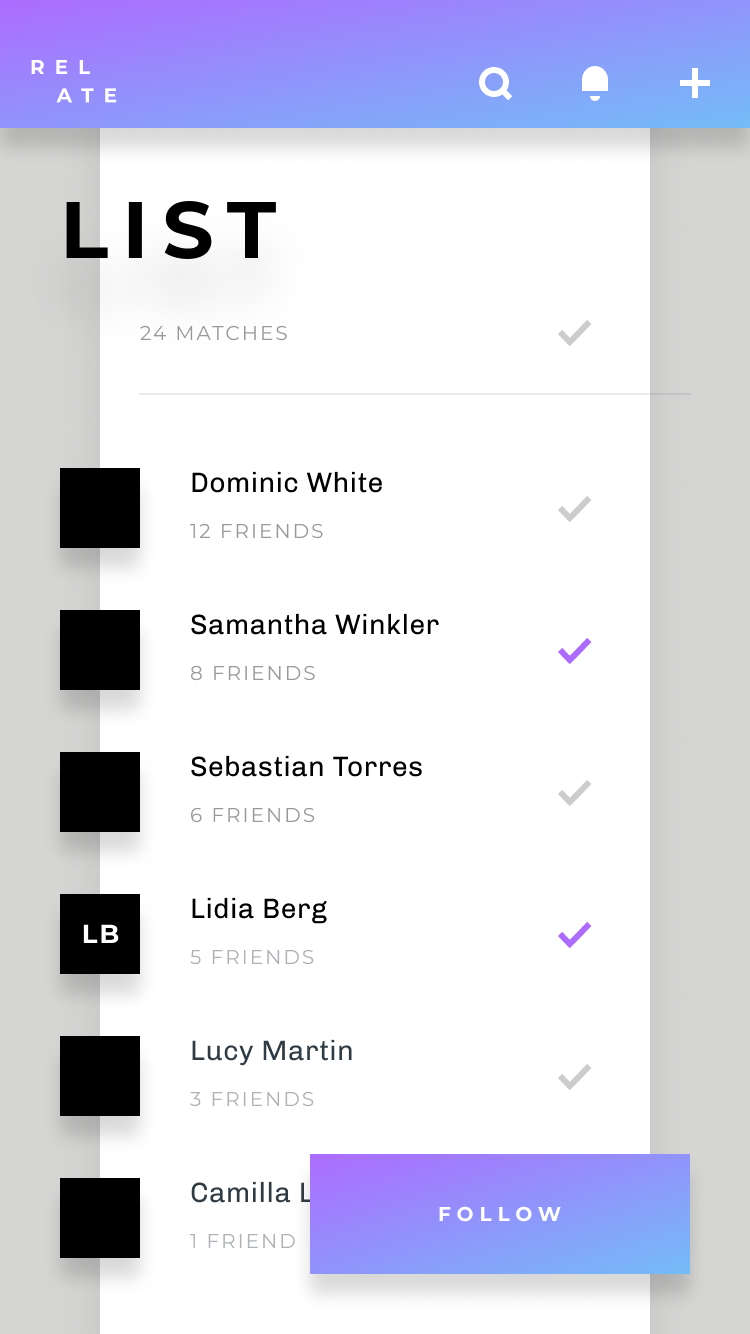 REL
ATE
LIST
24 MATCHES
Dominic White
12 FRIENDS
Samantha Winkler
8 FRIENDS
Sebastian Torres
6 FRIENDS
LB
Lidia Berg
5 FRIENDS
Lucy Martin
3 FRIENDS
Camilla L
1 FRIEND
FOLLOW